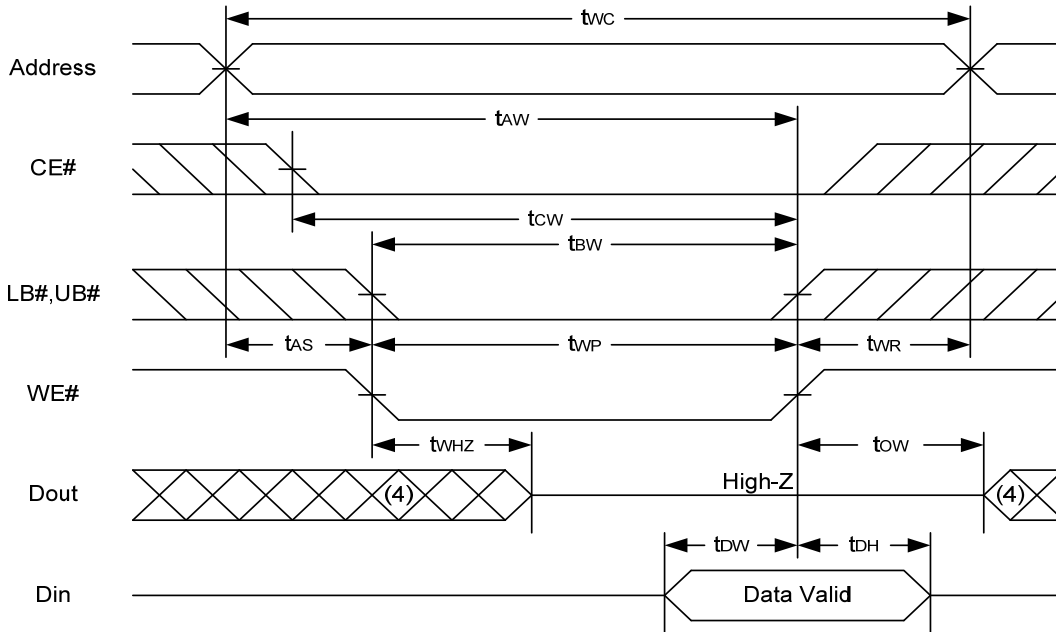 tWC
Address
tAW
CE#
tCW
tBW
LB#,UB#
tAS
tWP
tWR
WE#
tWHZ
tOW
Dout
(4)
High-Z
(4)
tDW
tDH
Din
Data Valid